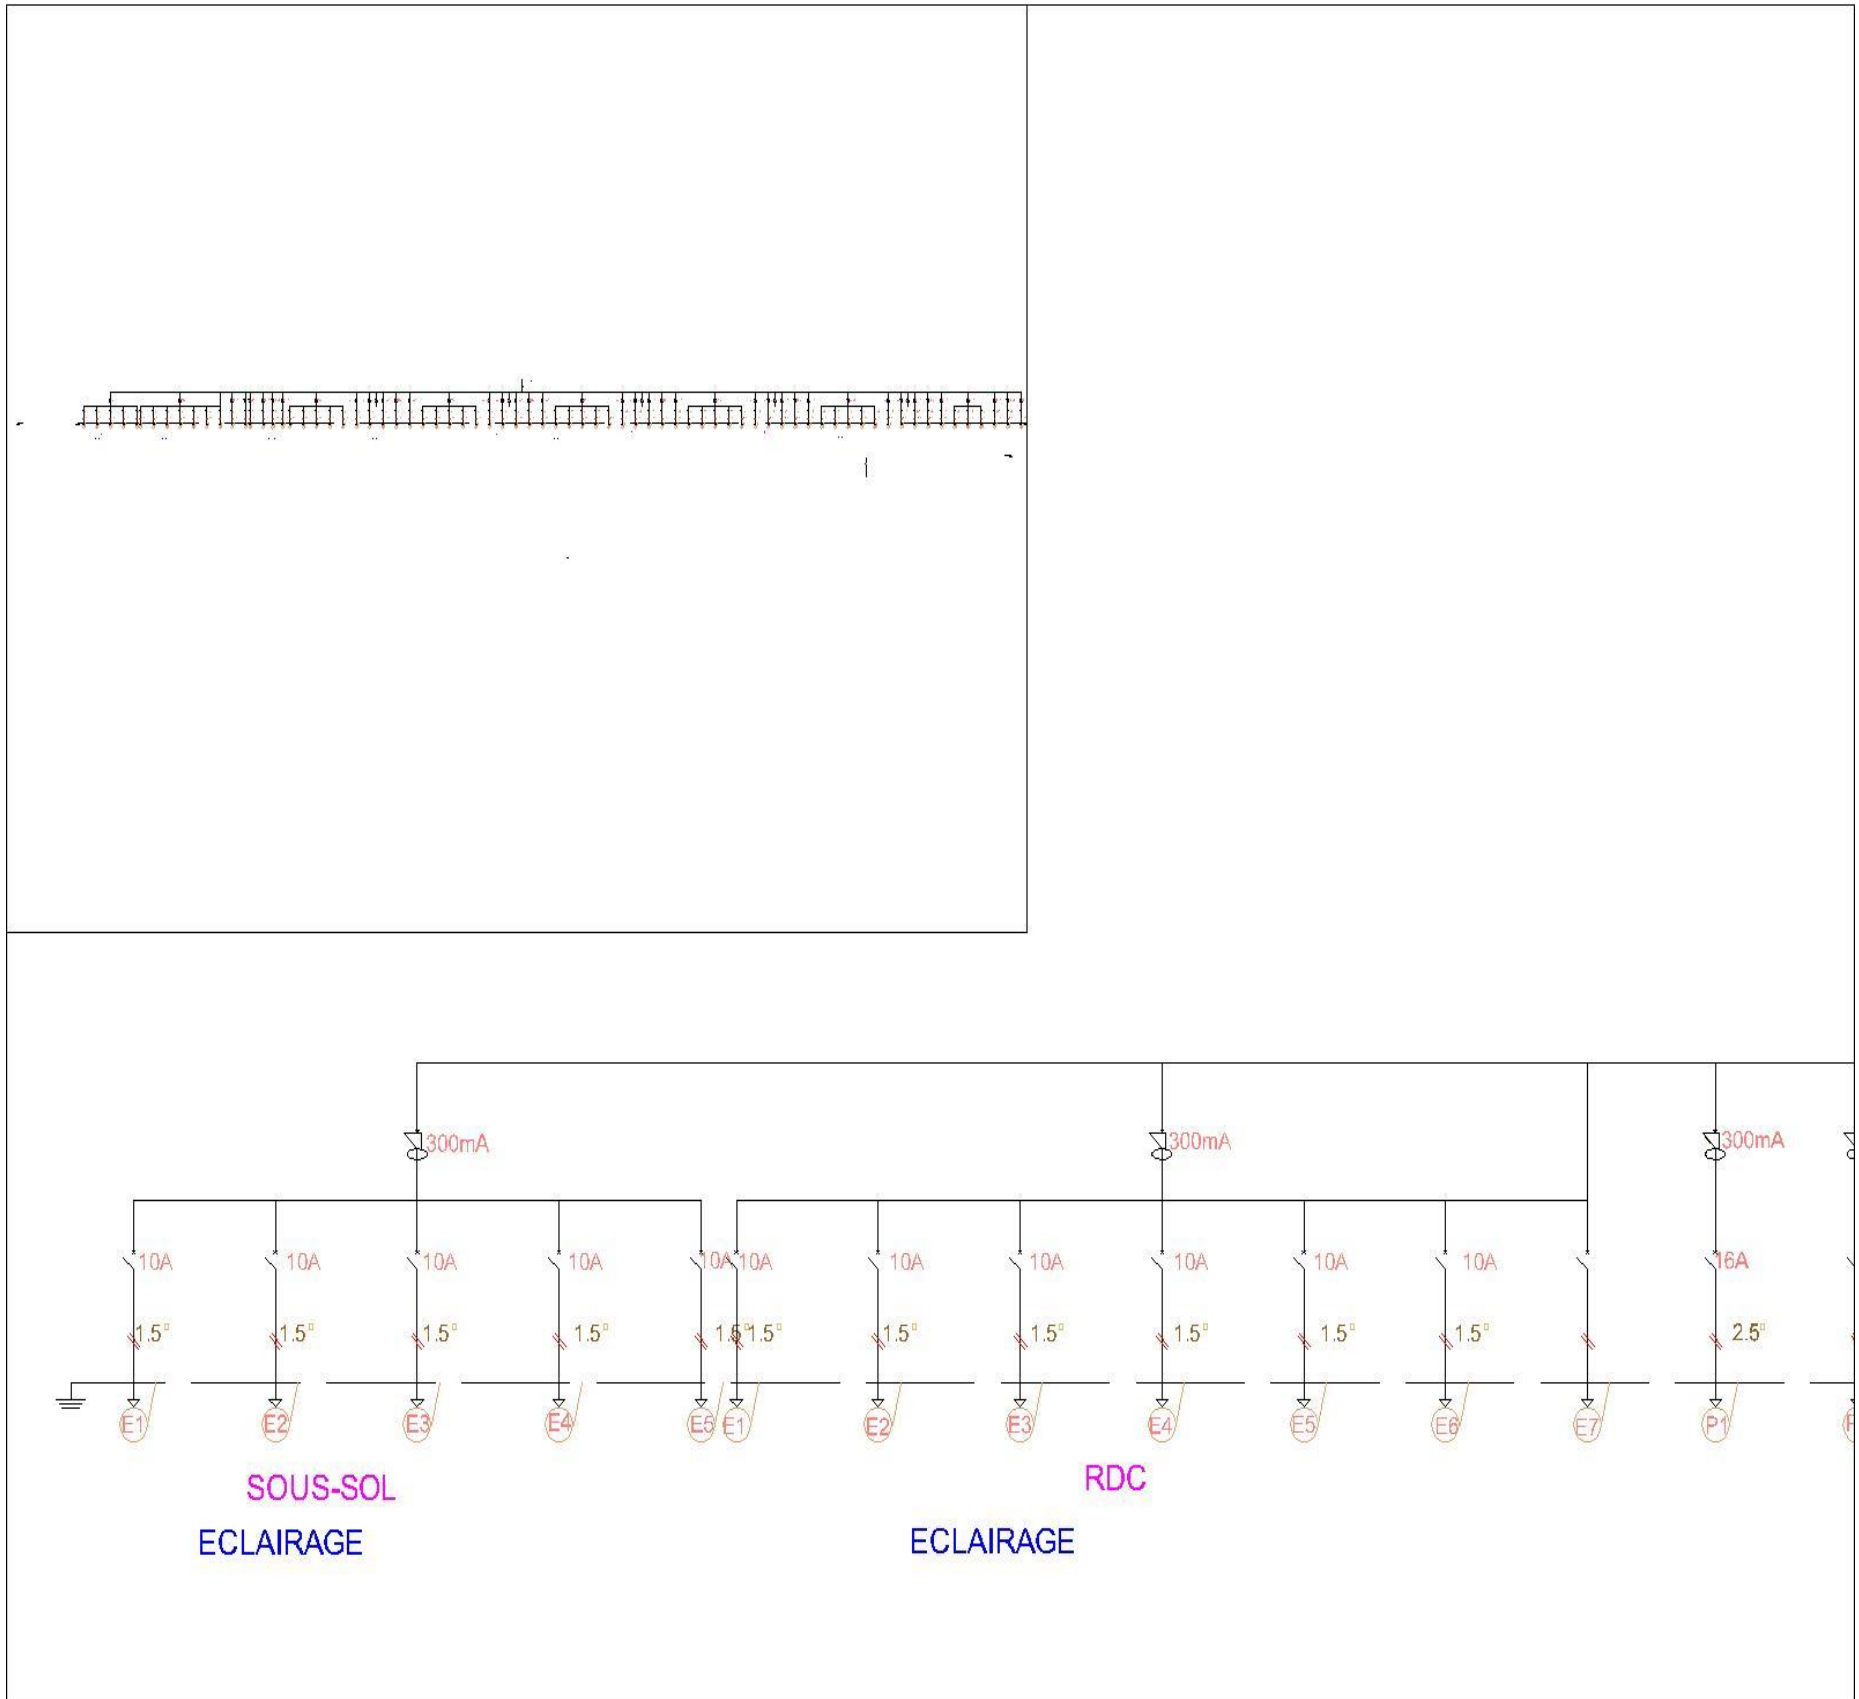 300mA 300mA 300mA
10A 10A 10A 10A 10A 10A 10A 10A 10A 10A 10A 16A
1.5▯ 1.5▯ 1.5▯ 1.5▯ 1.5▯ 1.5▯ 1.5▯ 1.5▯ 1.5▯ 1.5▯ 1.5▯ 2.5▯
E1 E2 E3 E4 E5 E1 E2 E3 E4 E5 E6 E7 P1
SOUS-SOL RDC
ECLAIRAGE ECLAIRAGE